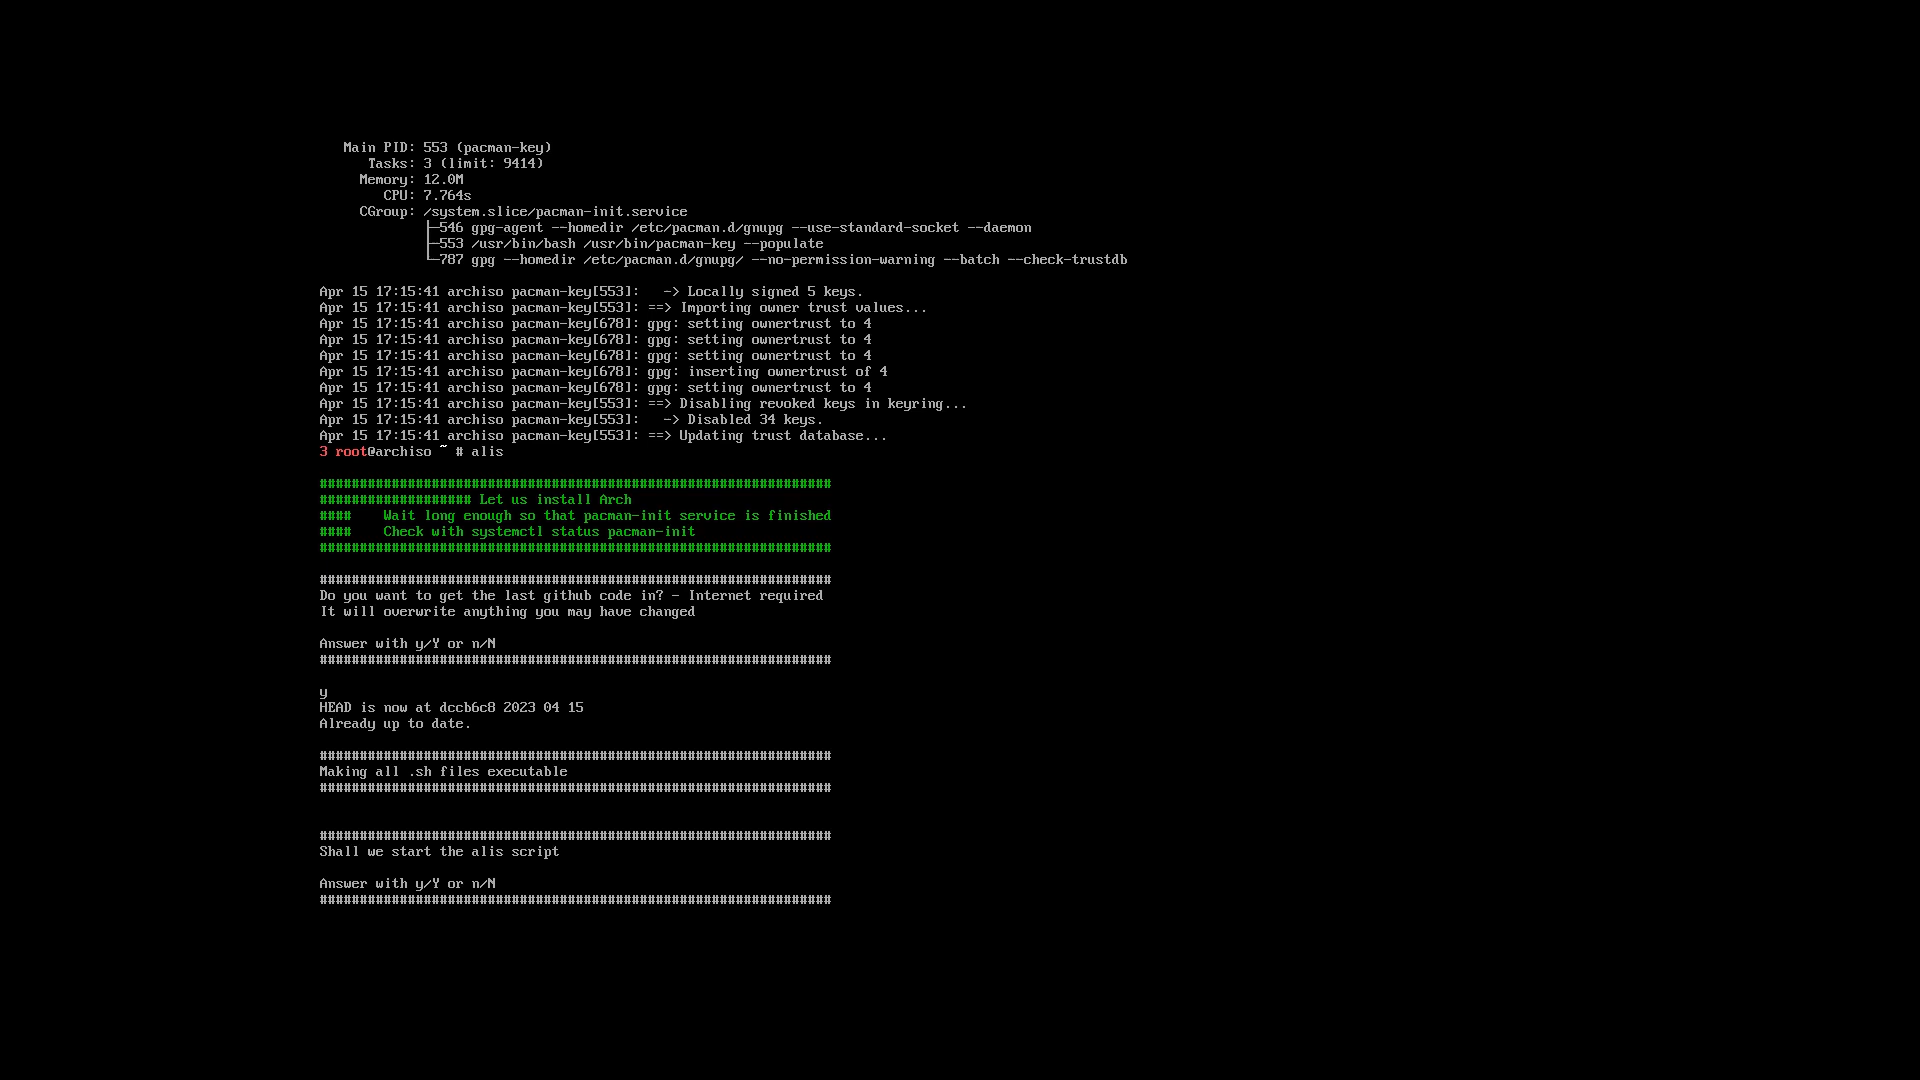 Main PID: 553 (pacman-key)
Tasks: 3 (limit: 9414)
Memory: 12.0M
CPU: 7.764s
CGroup: /system.slice/pacman-init.service
├─546 gpg-agent --homedir /etc/pacman.d/gnupg --use-standard-socket --daemon
├─553 /usr/bin/bash /usr/bin/pacman-key --populate
└─787 gpg --homedir /etc/pacman.d/gnupg/ --no-permission-warning --batch --check-trustdb
Apr 15 17:15:41 archiso pacman-key[553]:   -> Locally signed 5 keys.
Apr 15 17:15:41 archiso pacman-key[553]: ==> Importing owner trust values...
Apr 15 17:15:41 archiso pacman-key[678]: gpg: setting ownertrust to 4
Apr 15 17:15:41 archiso pacman-key[678]: gpg: setting ownertrust to 4
Apr 15 17:15:41 archiso pacman-key[678]: gpg: setting ownertrust to 4
Apr 15 17:15:41 archiso pacman-key[678]: gpg: inserting ownertrust of 4
Apr 15 17:15:41 archiso pacman-key[678]: gpg: setting ownertrust to 4
Apr 15 17:15:41 archiso pacman-key[553]: ==> Disabling revoked keys in keyring...
Apr 15 17:15:41 archiso pacman-key[553]:   -> Disabled 34 keys.
Apr 15 17:15:41 archiso pacman-key[553]: ==> Updating trust database...
3 root@archiso ~ # alis
################################################################
################### Let us install Arch
####    Wait long enough so that pacman-init service is finished
####    Check with systemctl status pacman-init
################################################################
################################################################
Do you want to get the last github code in? - Internet required
It will overwrite anything you may have changed
Answer with y/Y or n/N
################################################################
y
HEAD is now at dccb6c8 2023 04 15
Already up to date.
################################################################
Making all .sh files executable
################################################################
################################################################
Shall we start the alis script
Answer with y/Y or n/N
################################################################